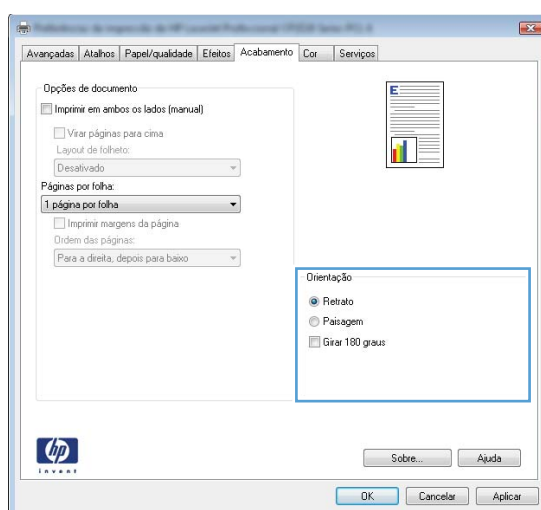 Avançadas Atalhos Papel/qualidade Efeitos Acabamento Cor Serviços
Opções de documento
Imprimir em ambos os lados (manual)
Virar páginas para cima
Layout de folheto:
Desativado
Páginas por folha:
1 página por folha
Imprimir margens da página
Ordem das páginas:
Para a direita, depois para baixo
E
Orientação
Retrato
Paisagem
Girar 180 graus
hp
invent
Sobre... Ajuda
OK Cancelar Aplicar